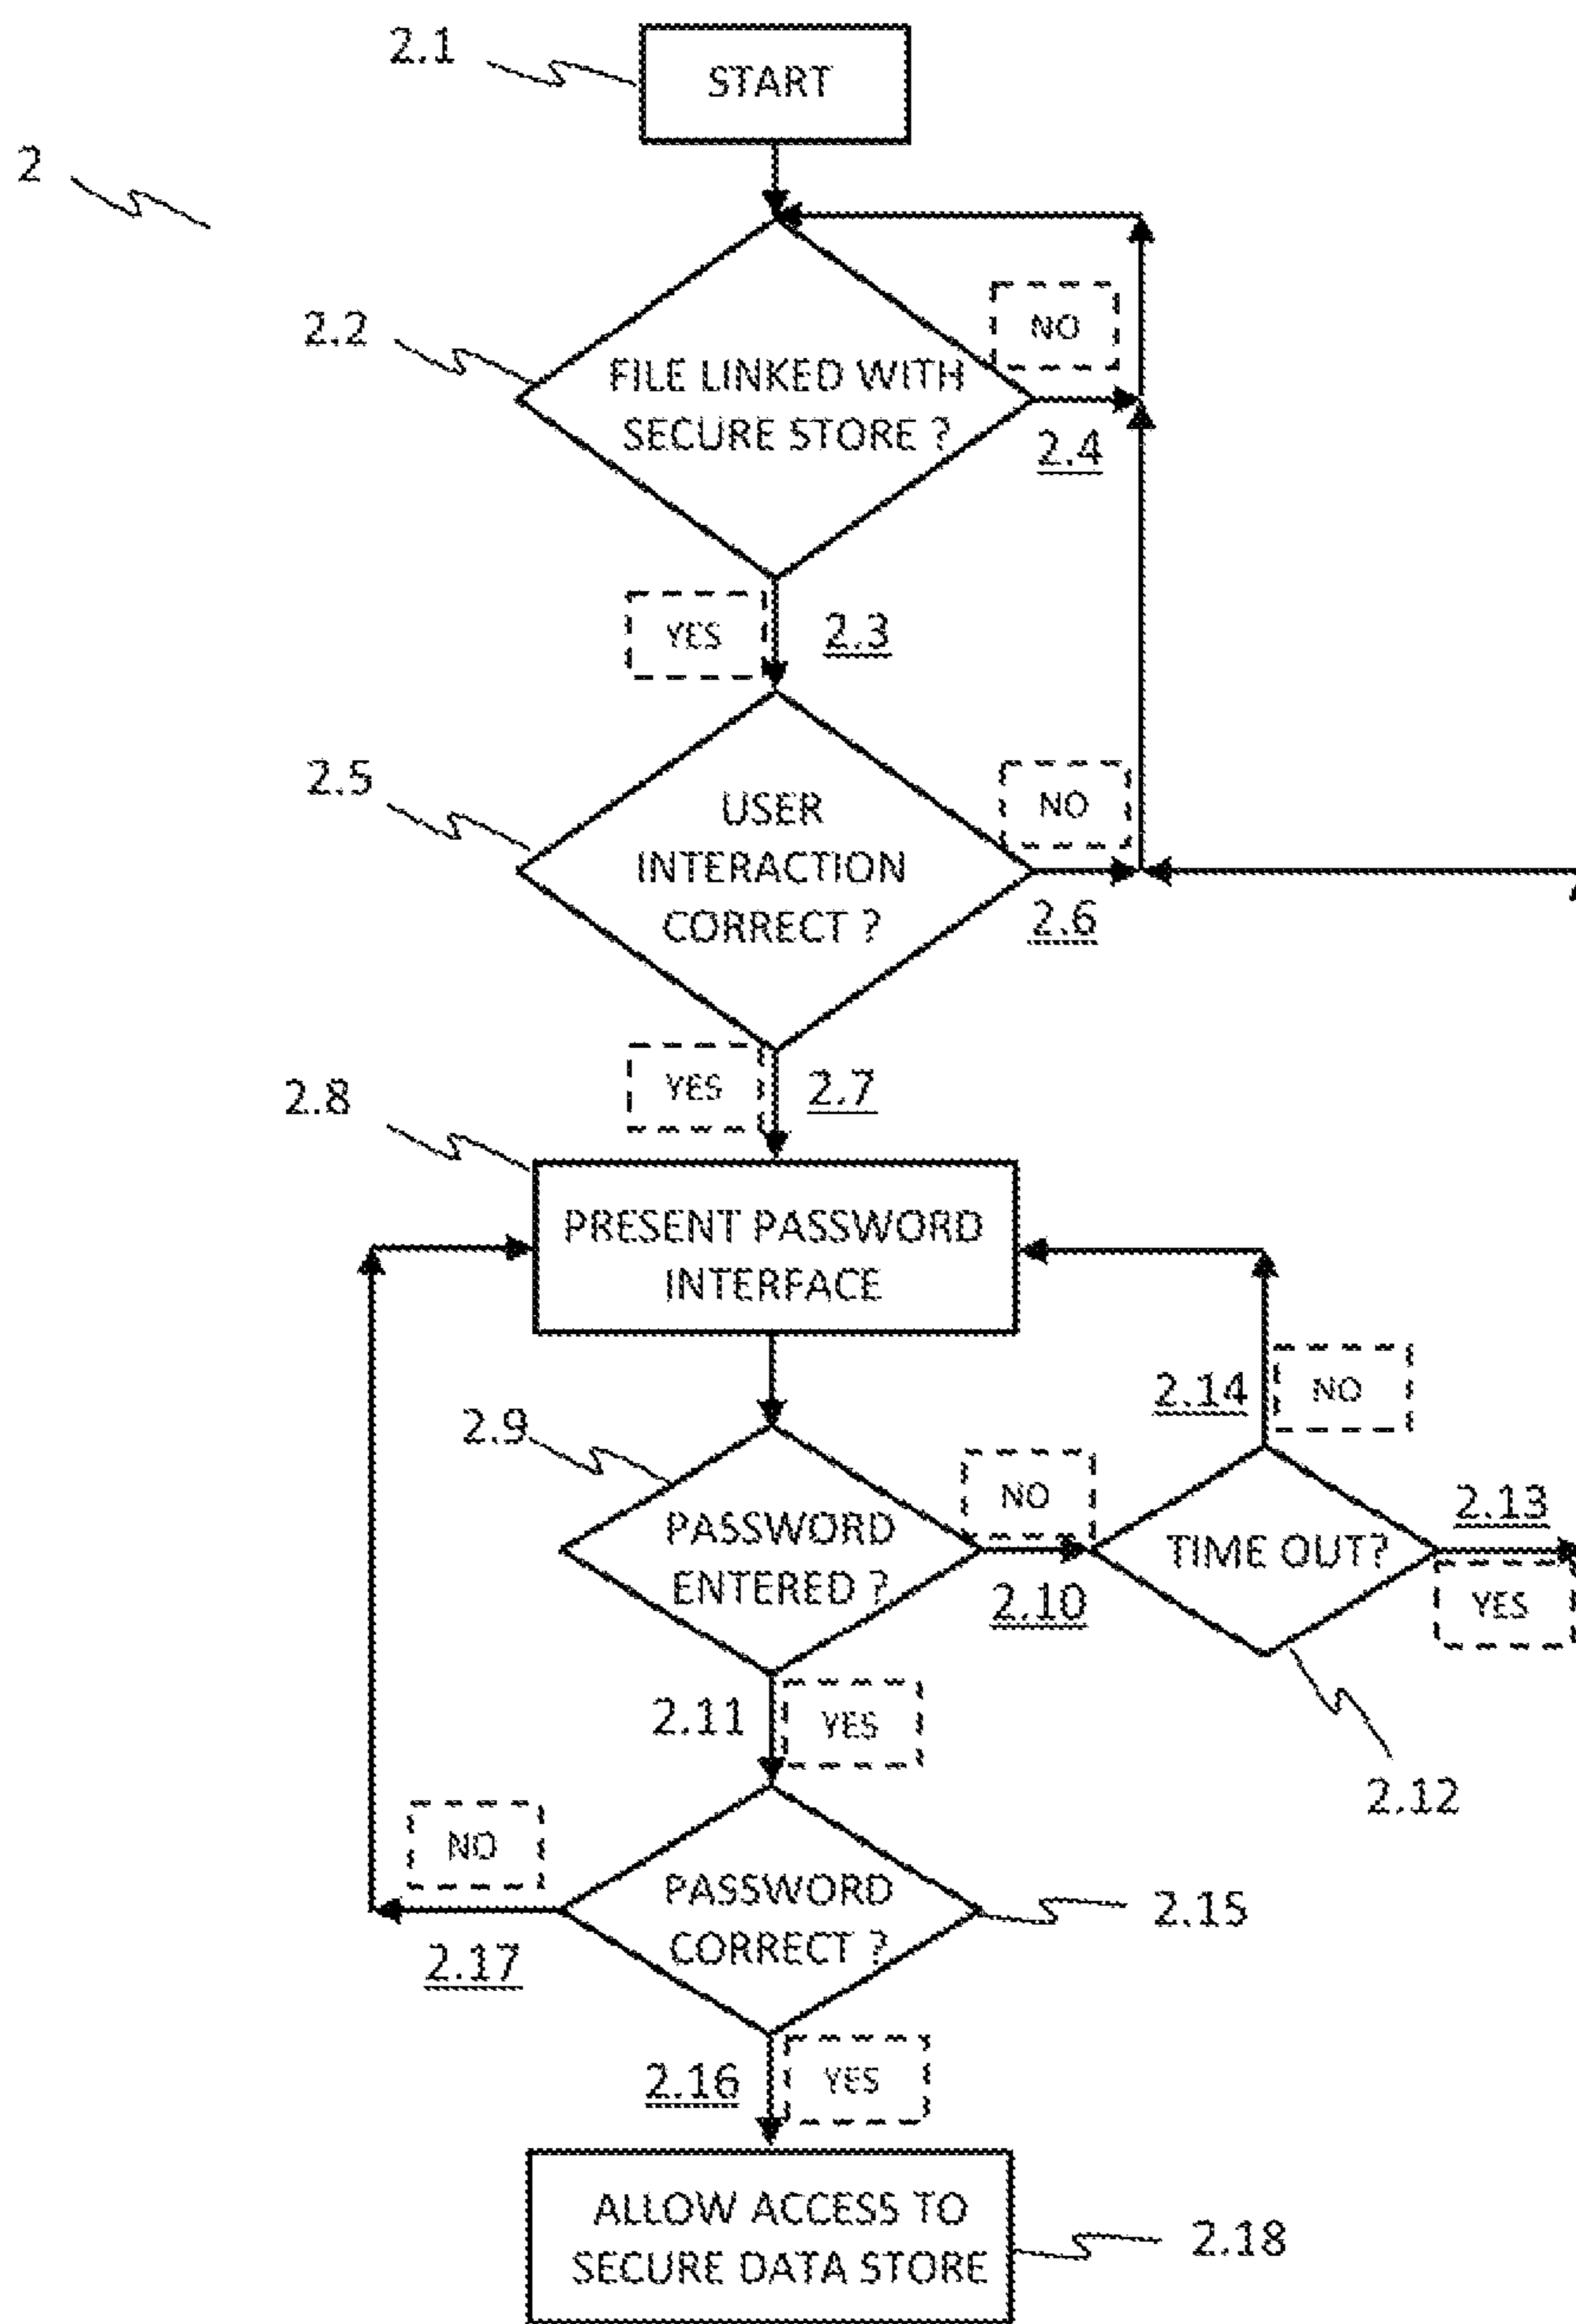 2.1
START
2
2.2
FILE LINKED WITH
SECURE STORE ?
NO
2.4
YES
2.3
2.5
USER
INTERACTION
CORRECT ?
NO
2.6
YES
2.7
2.8
PRESENT PASSWORD
INTERFACE
2.14
NO
2.9
PASSWORD
ENTERED ?
NO
2.10
TIME OUT?
2.13
YES
2.11
YES
2.12
NO
PASSWORD
CORRECT ?
2.15
2.17
2.16
YES
ALLOW ACCESS TO
SECURE DATA STORE
2.18